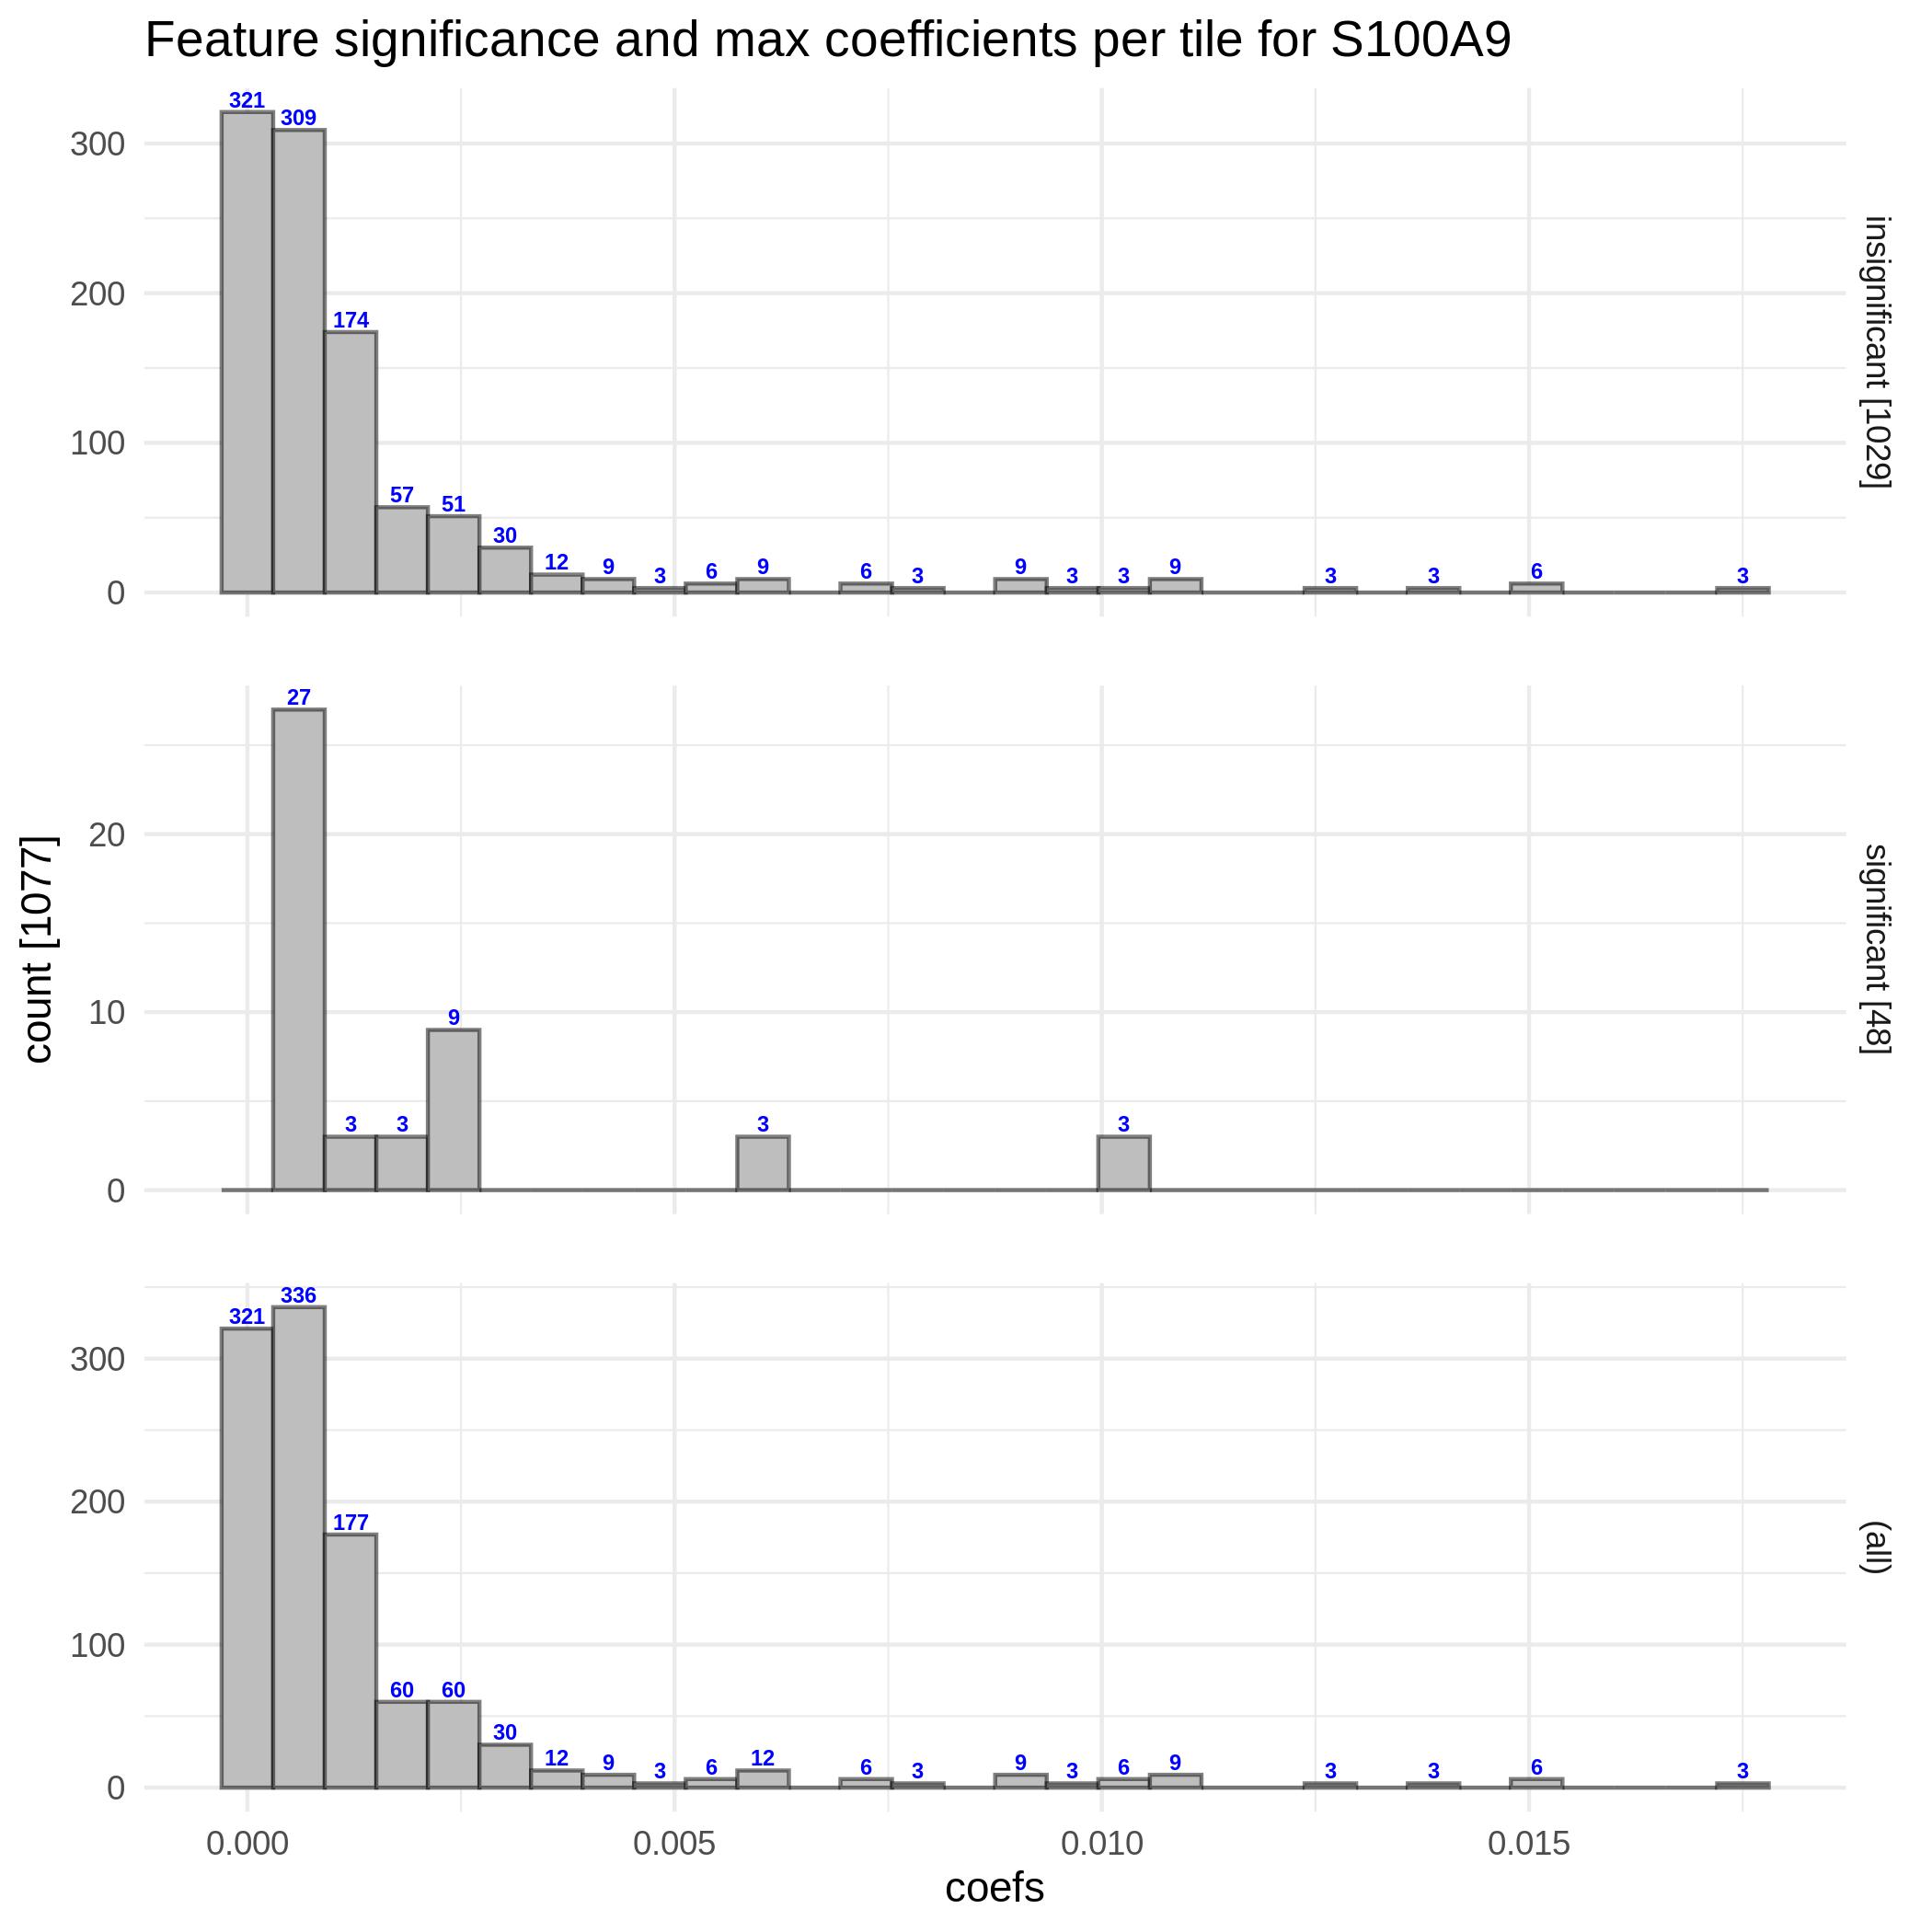 Feature significance and max coefficients per tile for S100A9
321 309 174 57 51 30 12 9 3 6 9 6 3 9 3 3 9 3 3 6 3
300
200
100
0
insignificant [1029]
27 3 3 9 3 3
20
10
0
significant [48]
count [1077]
321 336 177 60 60 30 12 9 3 6 12 6 3 9 3 6 9 3 3 6 3
300
200
100
0
(all)
0.000 0.005 0.010 0.015
coefs